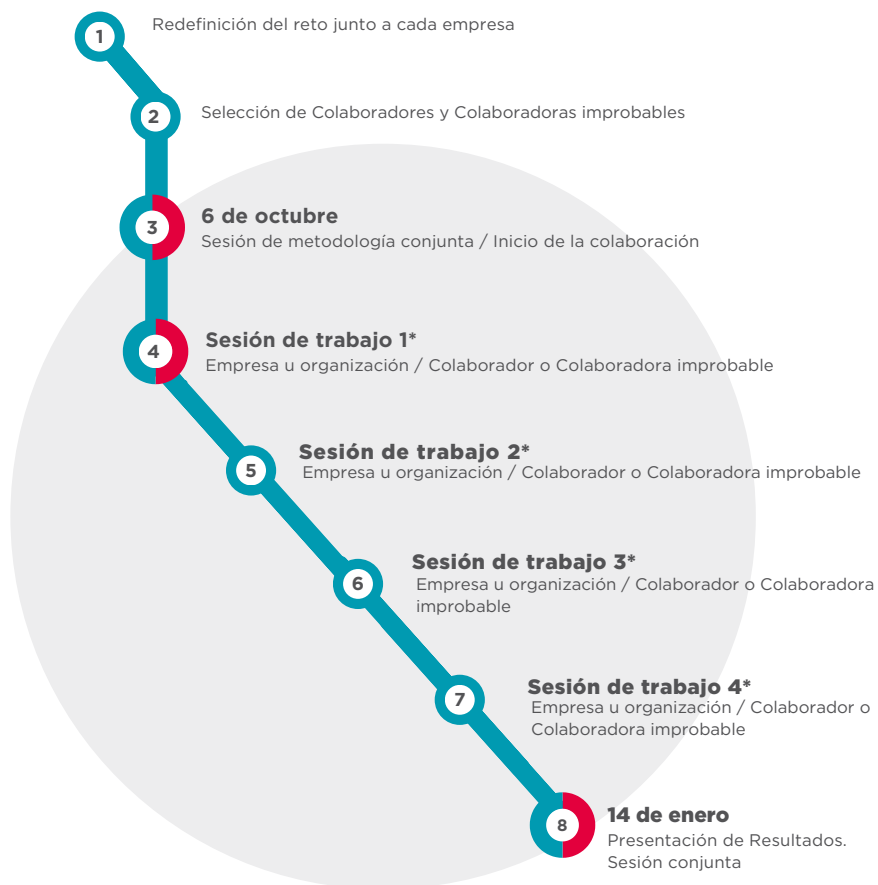 1
Redefinición del reto junto a cada empresa
2
Selección de Colaboradores y Colaboradoras improbables
3
6 de octubre
Sesión de metodología conjunta / Inicio de la colaboración
4
Sesión de trabajo 1*
Empresa u organización / Colaborador o Colaboradora improbable
5
Sesión de trabajo 2*
Empresa u organización / Colaborador o Colaboradora improbable
6
Sesión de trabajo 3*
Empresa u organización / Colaborador o Colaboradora
improbable
7
Sesión de trabajo 4*
Empresa u organización / Colaborador o
Colaboradora improbable
8
14 de enero
Presentación de Resultados.
Sesión conjunta